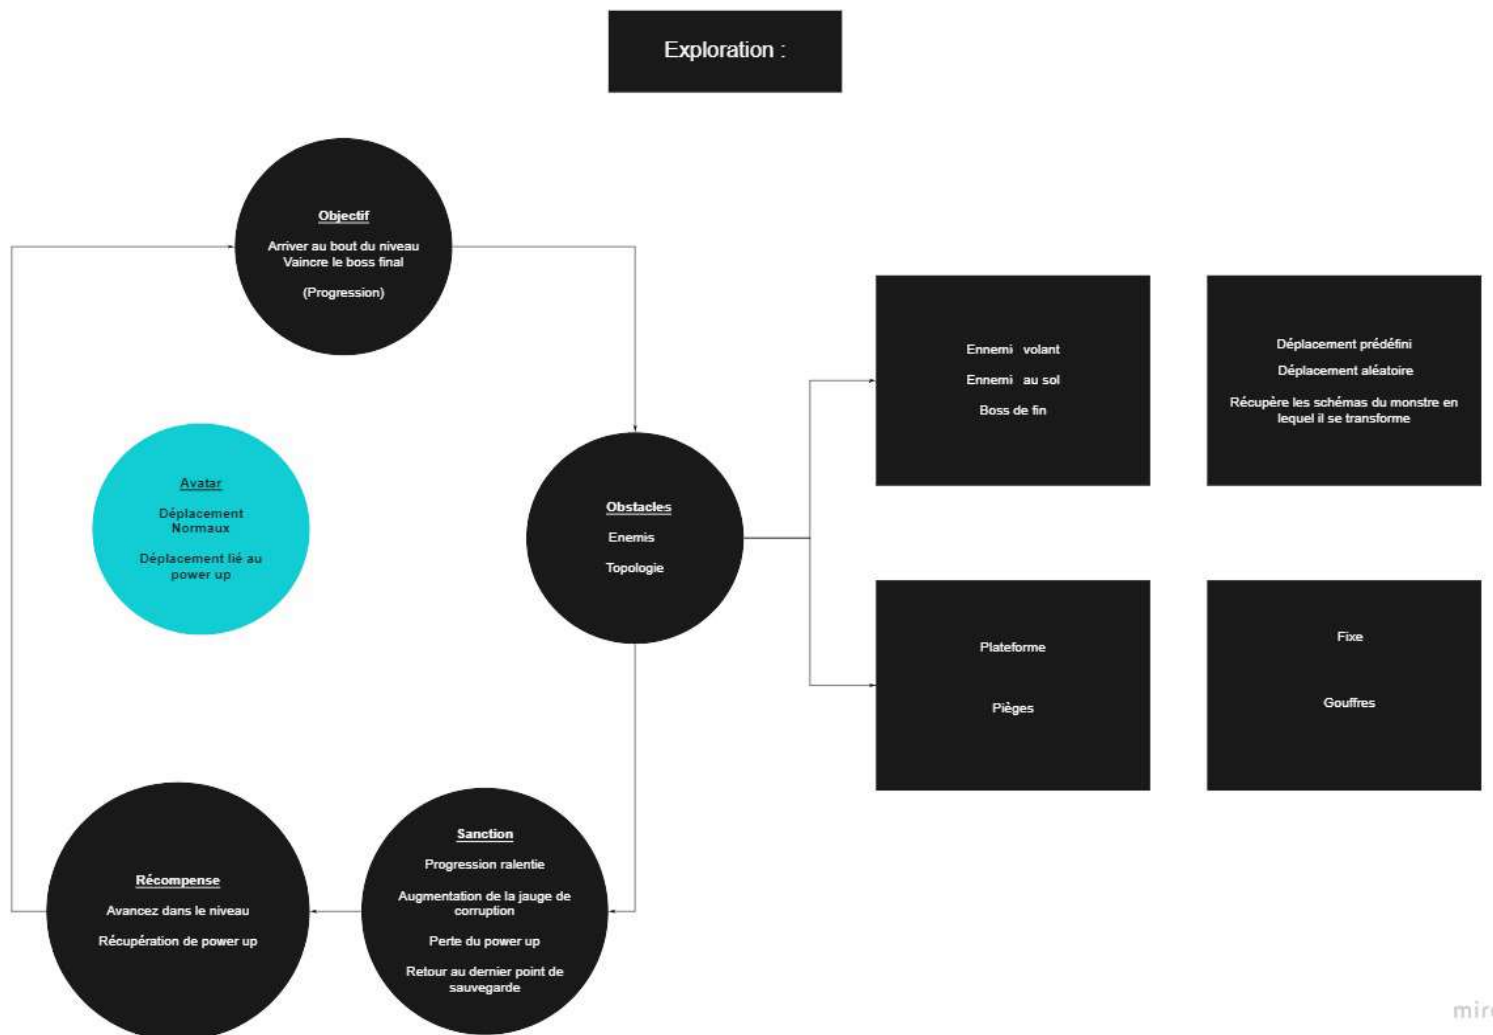 Exploration :
Objectif
Arriver au bout du niveau
Vaincre le boss final
(Progression)
Avatar
Déplacement
Normaux
Déplacement lié au
power up
Obstacles
Enemis
Topologie
Ennemi volant
Ennemi au sol
Boss de fin
Déplacement prédéfini
Déplacement aléatoire
Récupère les schémas du monstre en
lequel il se transforme
Plateforme
Pièges
Fixe
Gouffres
Sanction
Progression ralentie
Augmentation de la jauge de
corruption
Perte du power up
Retour au dernier point de
sauvegarde
Récompense
Avancez dans le niveau
Récupération de power up